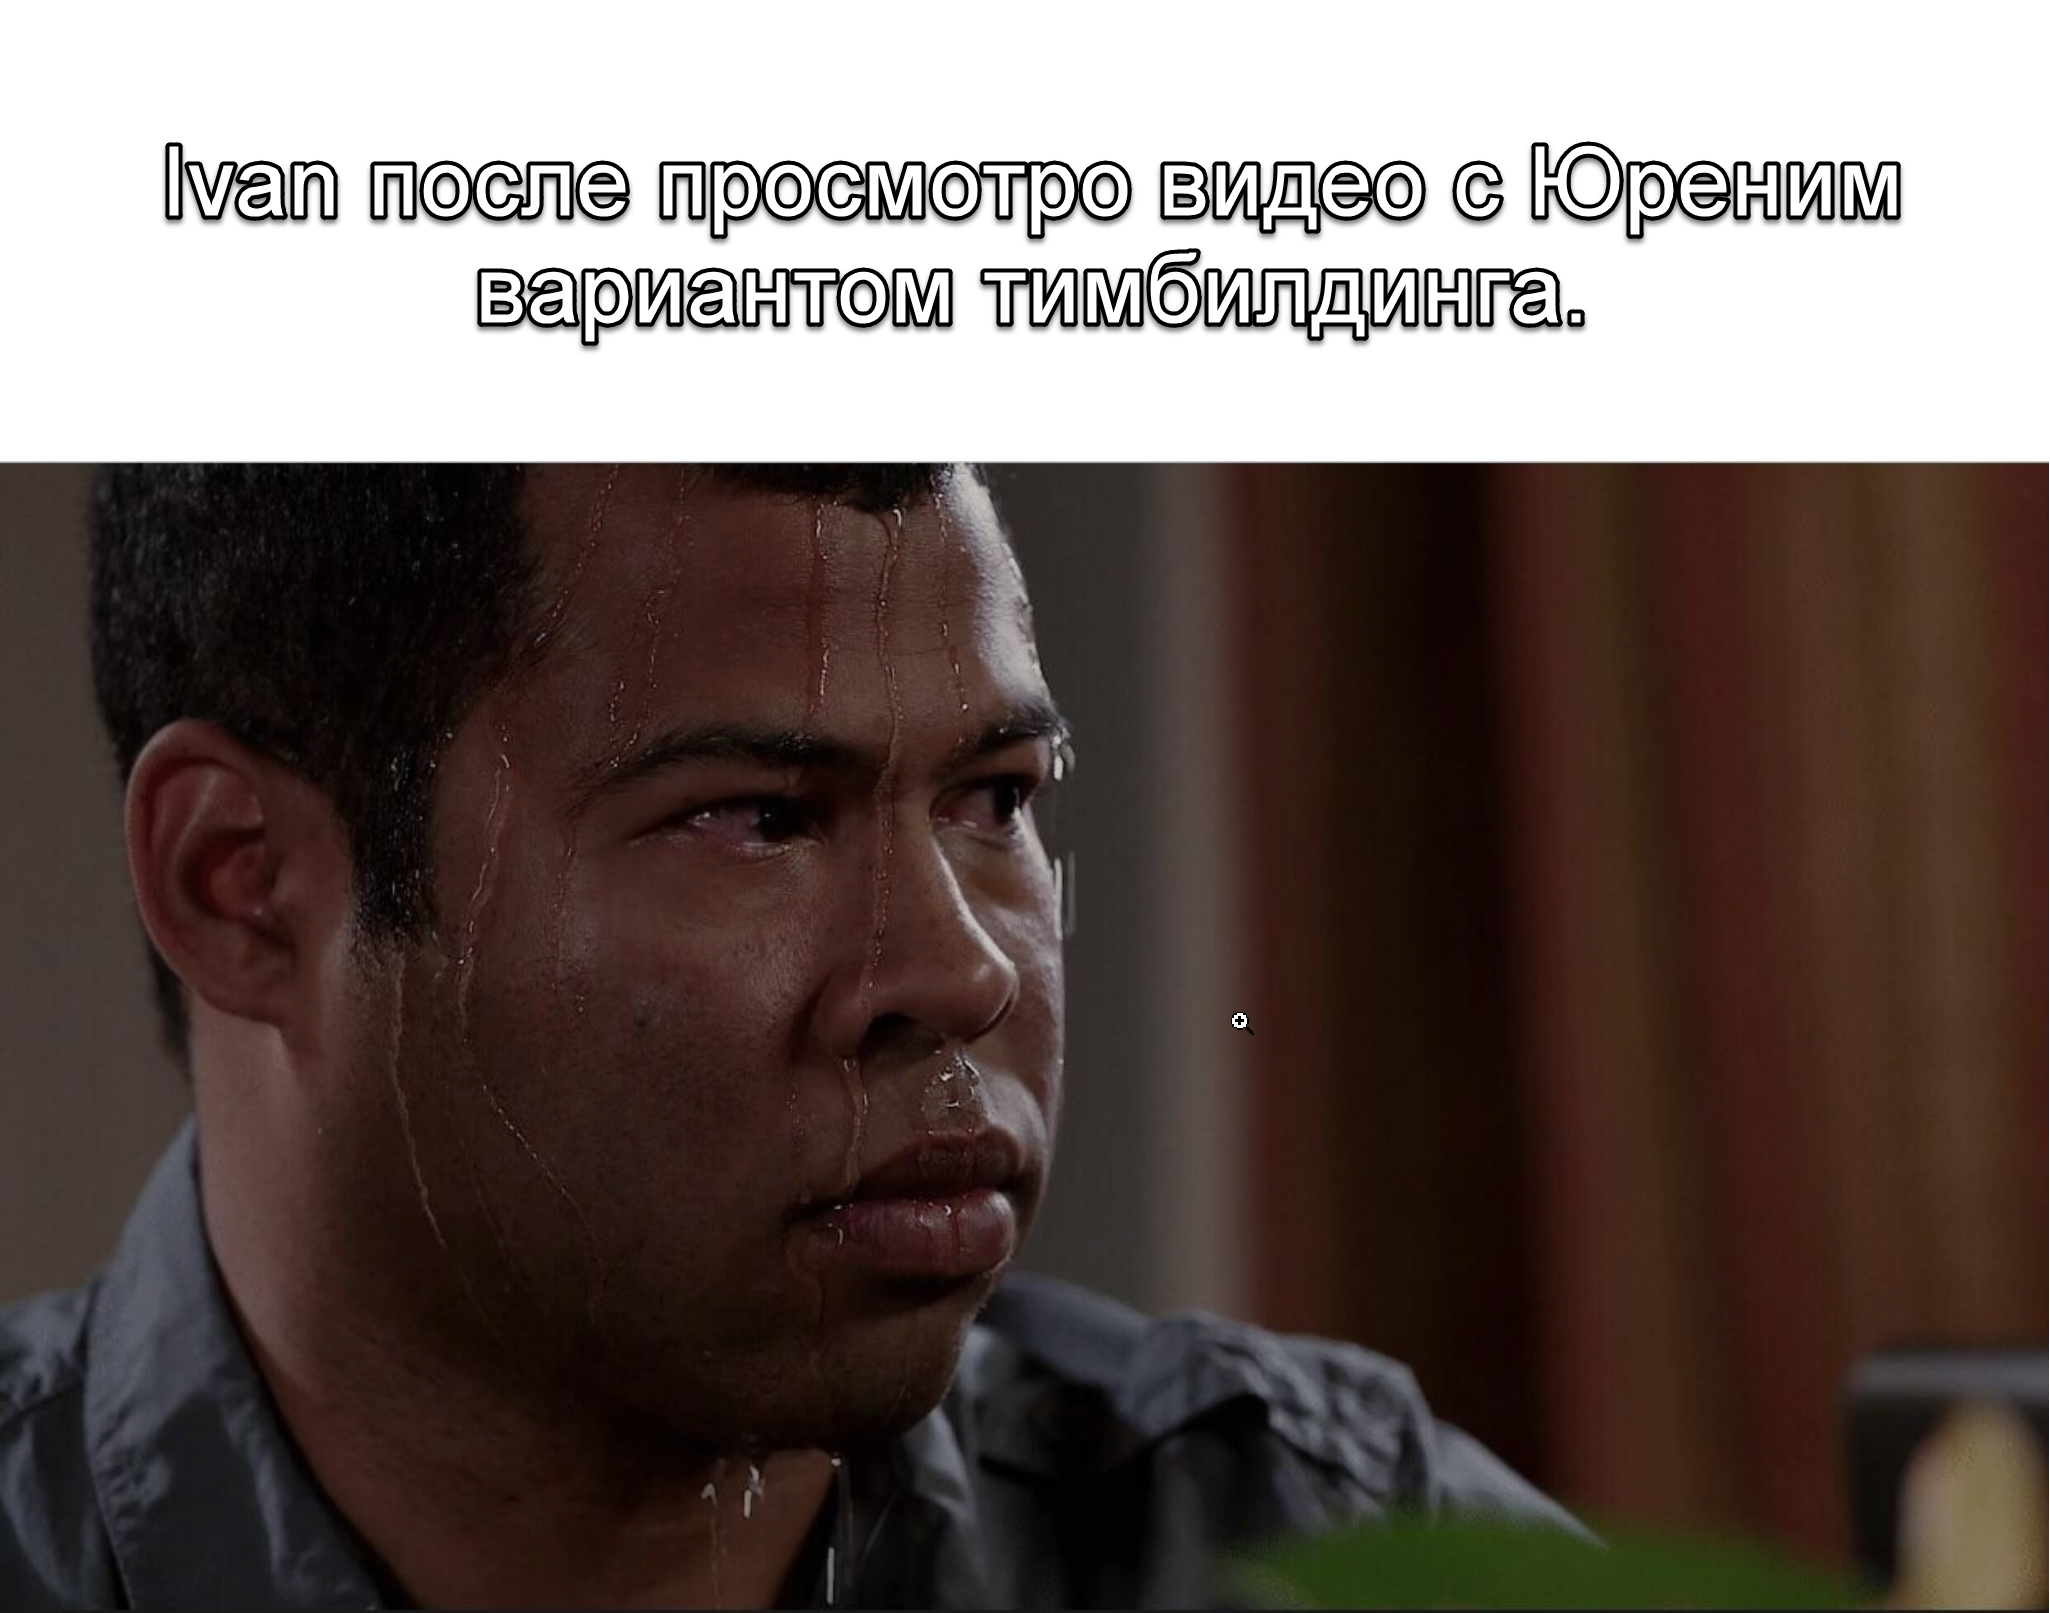 Ivan после просмотро видео с Юреним
вариантом тимбилдинга.